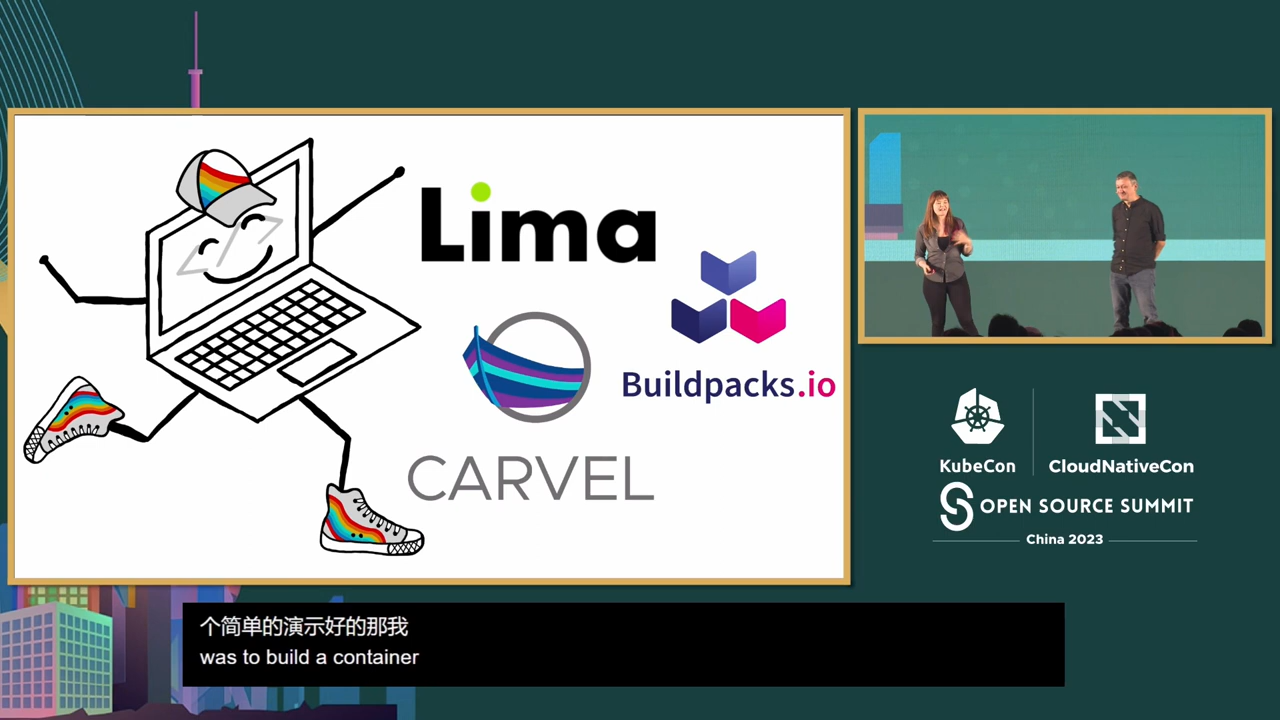 Lima
Buildpacks.io
CARVEL
KubeCon
CloudNativeCon
OPEN SOURCE SUMMIT
China 2023
个简单的演示好的那我
was to build a container